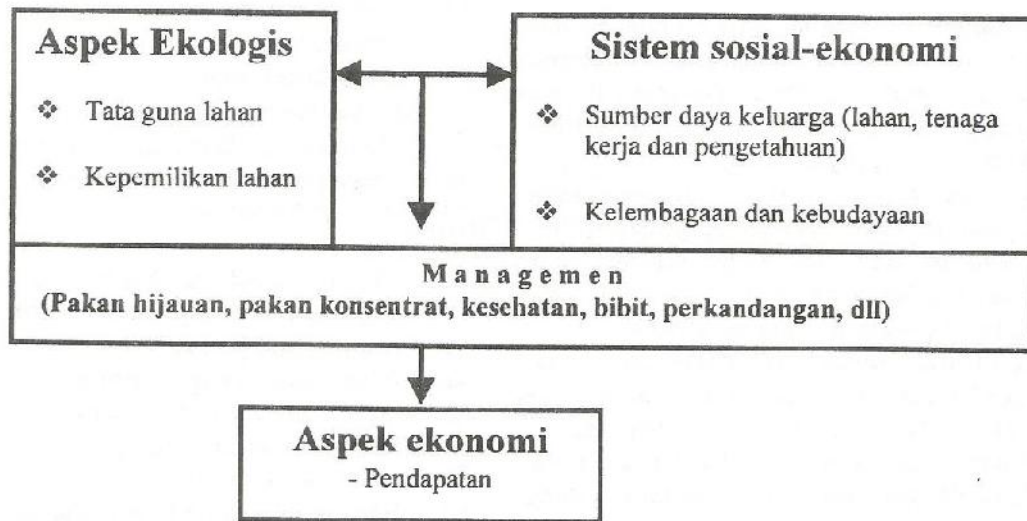 Aspek Ekologis
❖ Tata guna lahan
❖ Kepemilikan lahan
Sistem sosial-ekonomi
❖ Sumber daya keluarga (lahan, tenaga
kerja dan pengetahuan)
❖ Kelembagaan dan kebudayaan
Managemen
(Pakan hijauan, pakan konsentrat, kesehatan, bibit, perkandangan, dll)
Aspek ekonomi
- Pendapatan